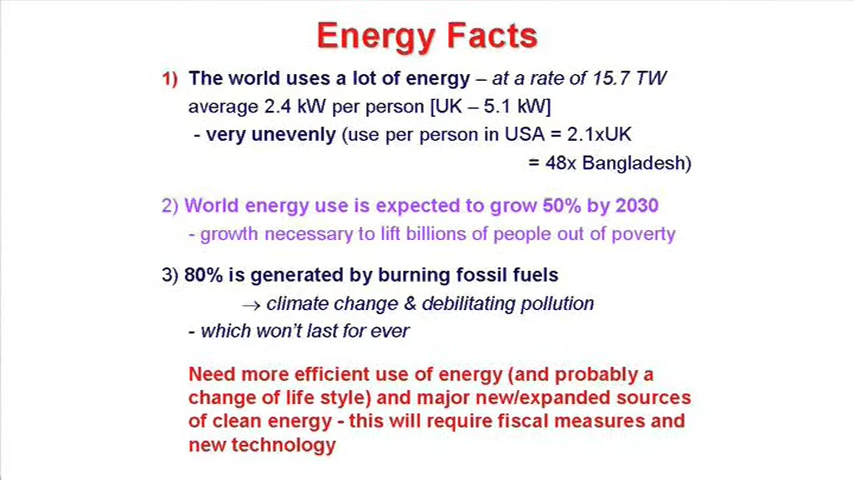 Energy Facts
1) The world uses a lot of energy – at a rate of 15.7 TW
average 2.4 kW per person [UK – 5.1 kW]
- very unevenly (use per person in USA = 2.1xUK
= 48x Bangladesh)
2) World energy use is expected to grow 50% by 2030
- growth necessary to lift billions of people out of poverty
3) 80% is generated by burning fossil fuels
→ climate change & debilitating pollution
- which won't last for ever
Need more efficient use of energy (and probably a
change of life style) and major new/expanded sources
of clean energy - this will require fiscal measures and
new technology